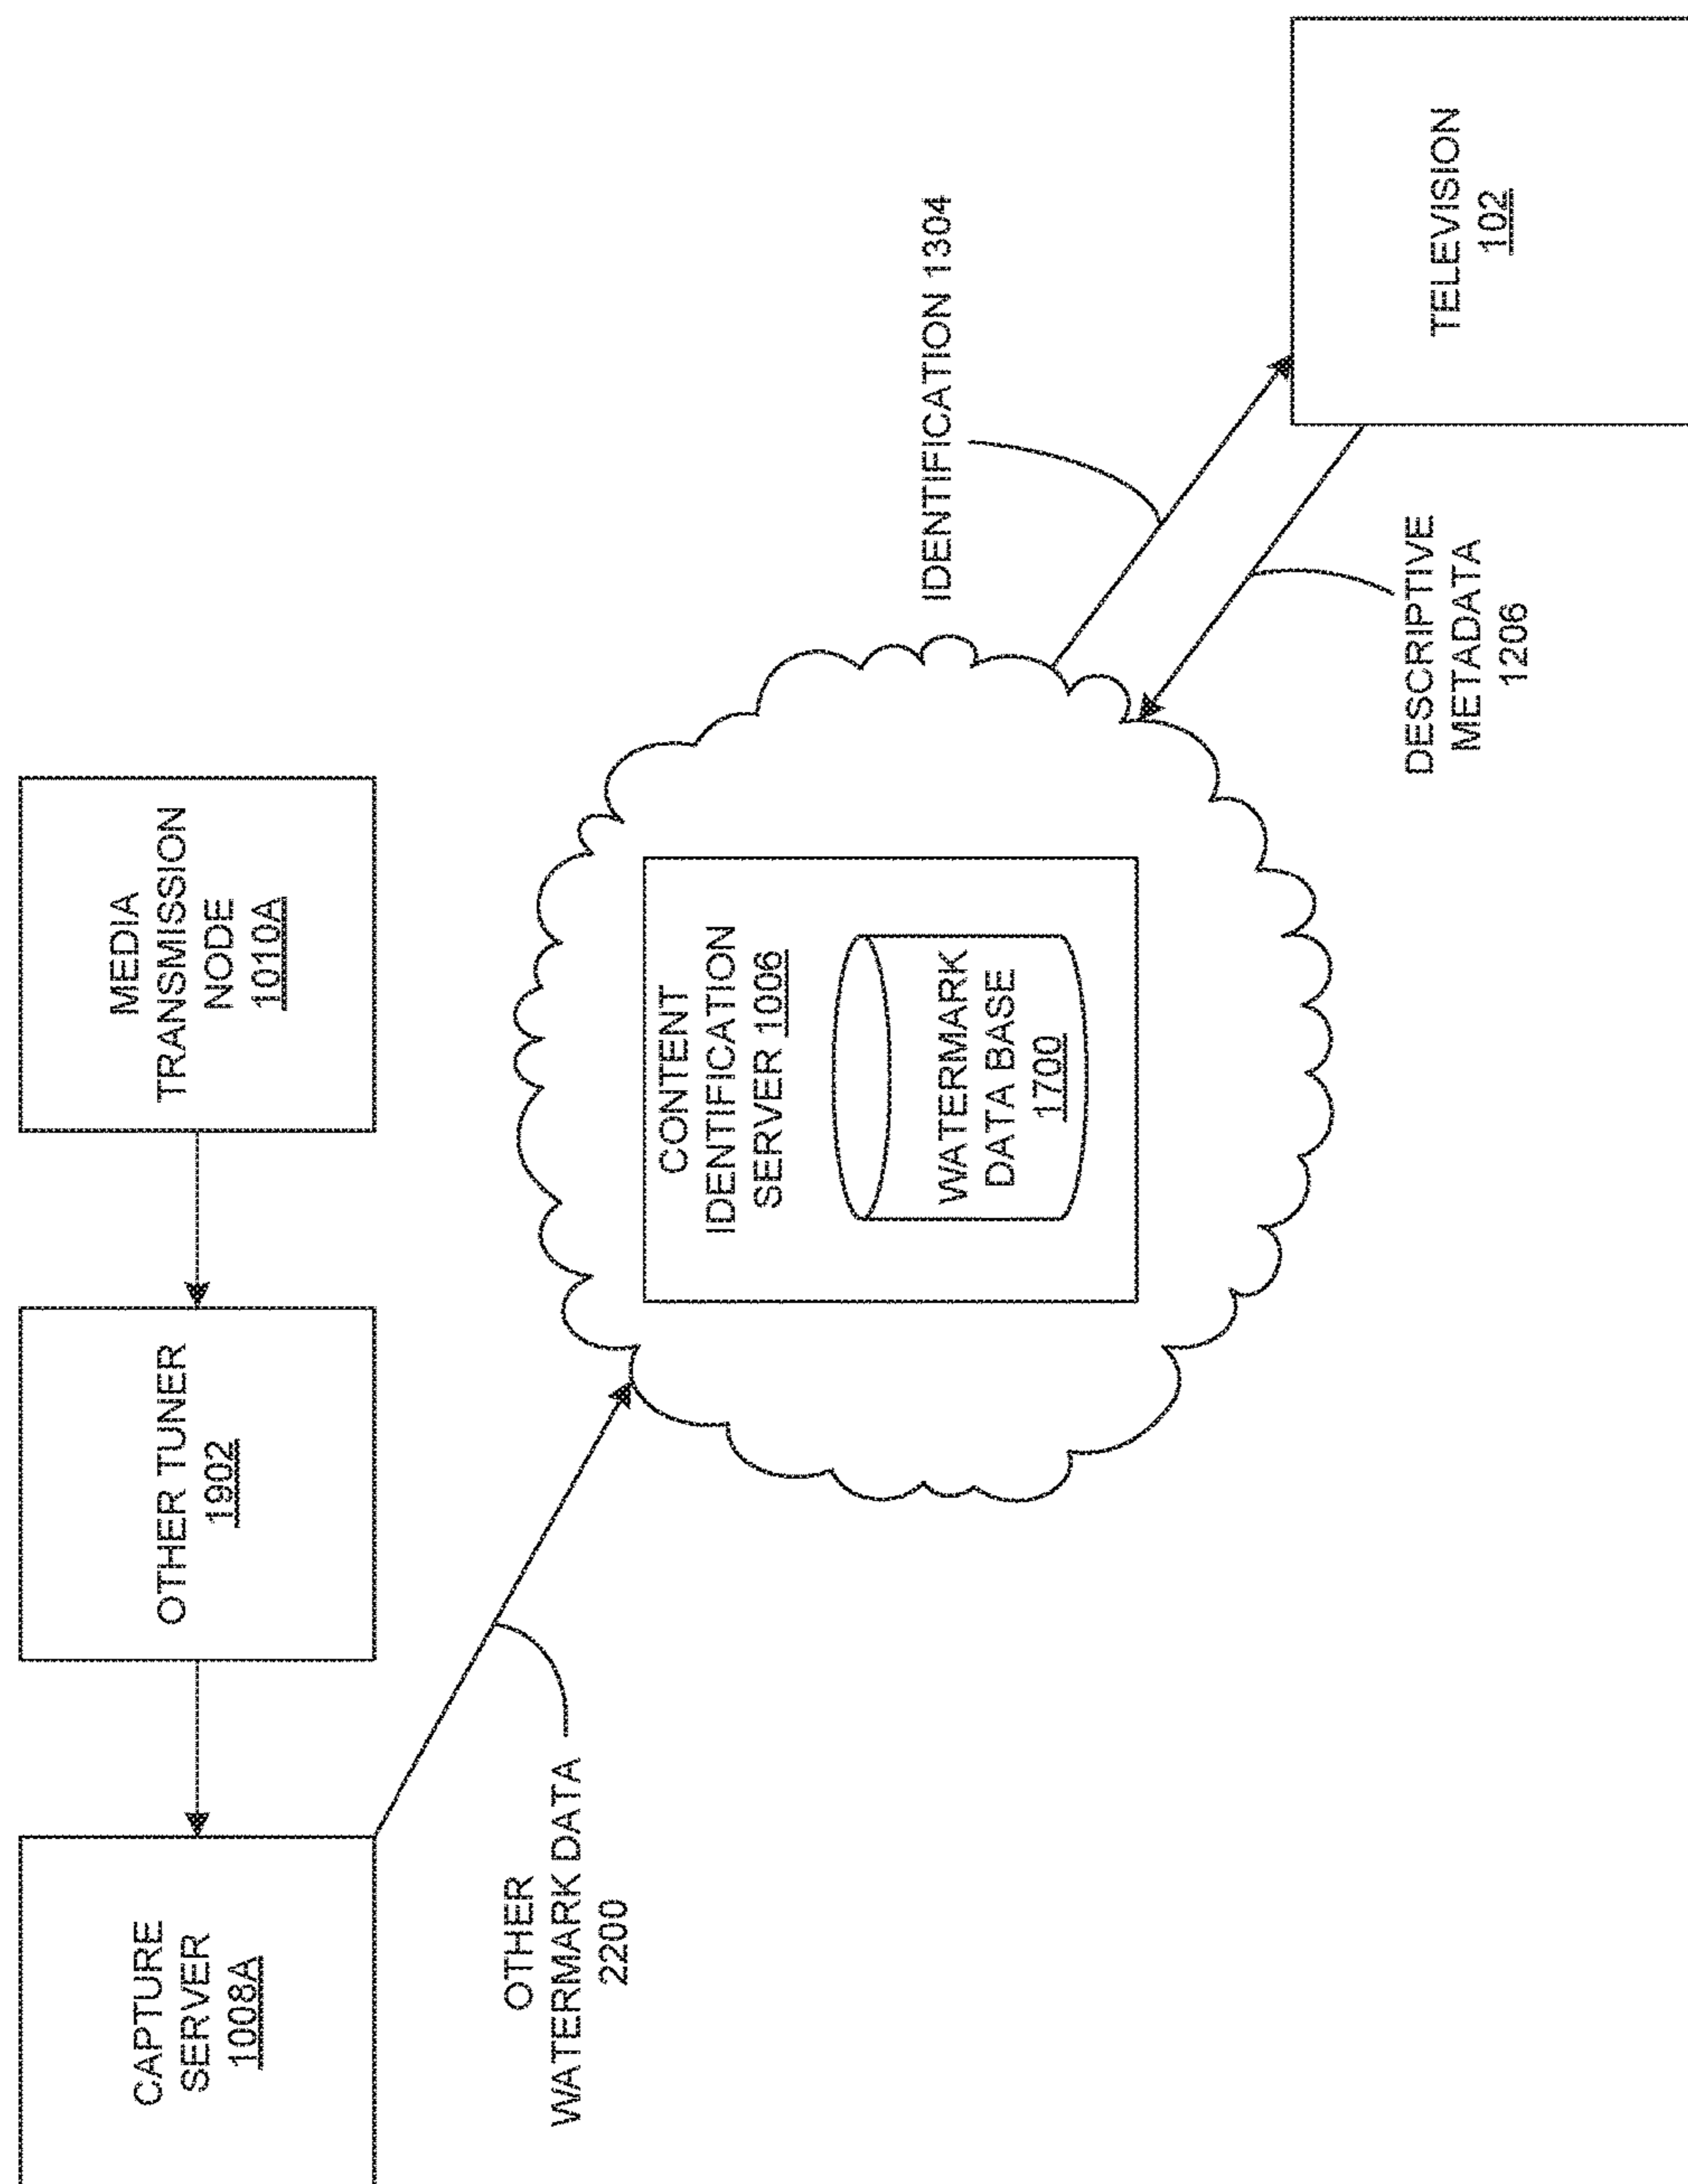 CAPTURE
SERVER
1008A
OTHER TUNER
1902
MEDIA
TRANSMISSION
NODE
1010A
OTHER
WATERMARK DATA
2200
CONTENT
IDENTIFICATION
SERVER 1006
WATERMARK
DATA BASE
1700
IDENTIFICATION 1304
DESCRIPTIVE
METADATA
1206
TELEVISION
102